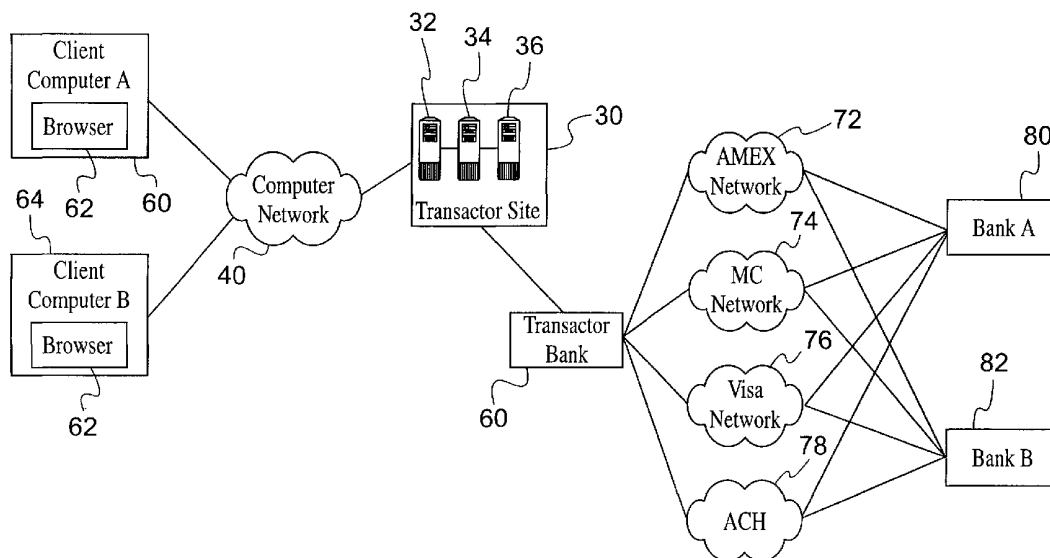 Client
Computer A
Browser
62
60
64
Client
Computer B
Browser
62
Computer
Network
40
32
34
36
30
Transactor Site
Transactor
Bank
60
72
AMEX
Network
74
MC
Network
76
Visa
Network
78
ACH
80
Bank A
82
Bank B